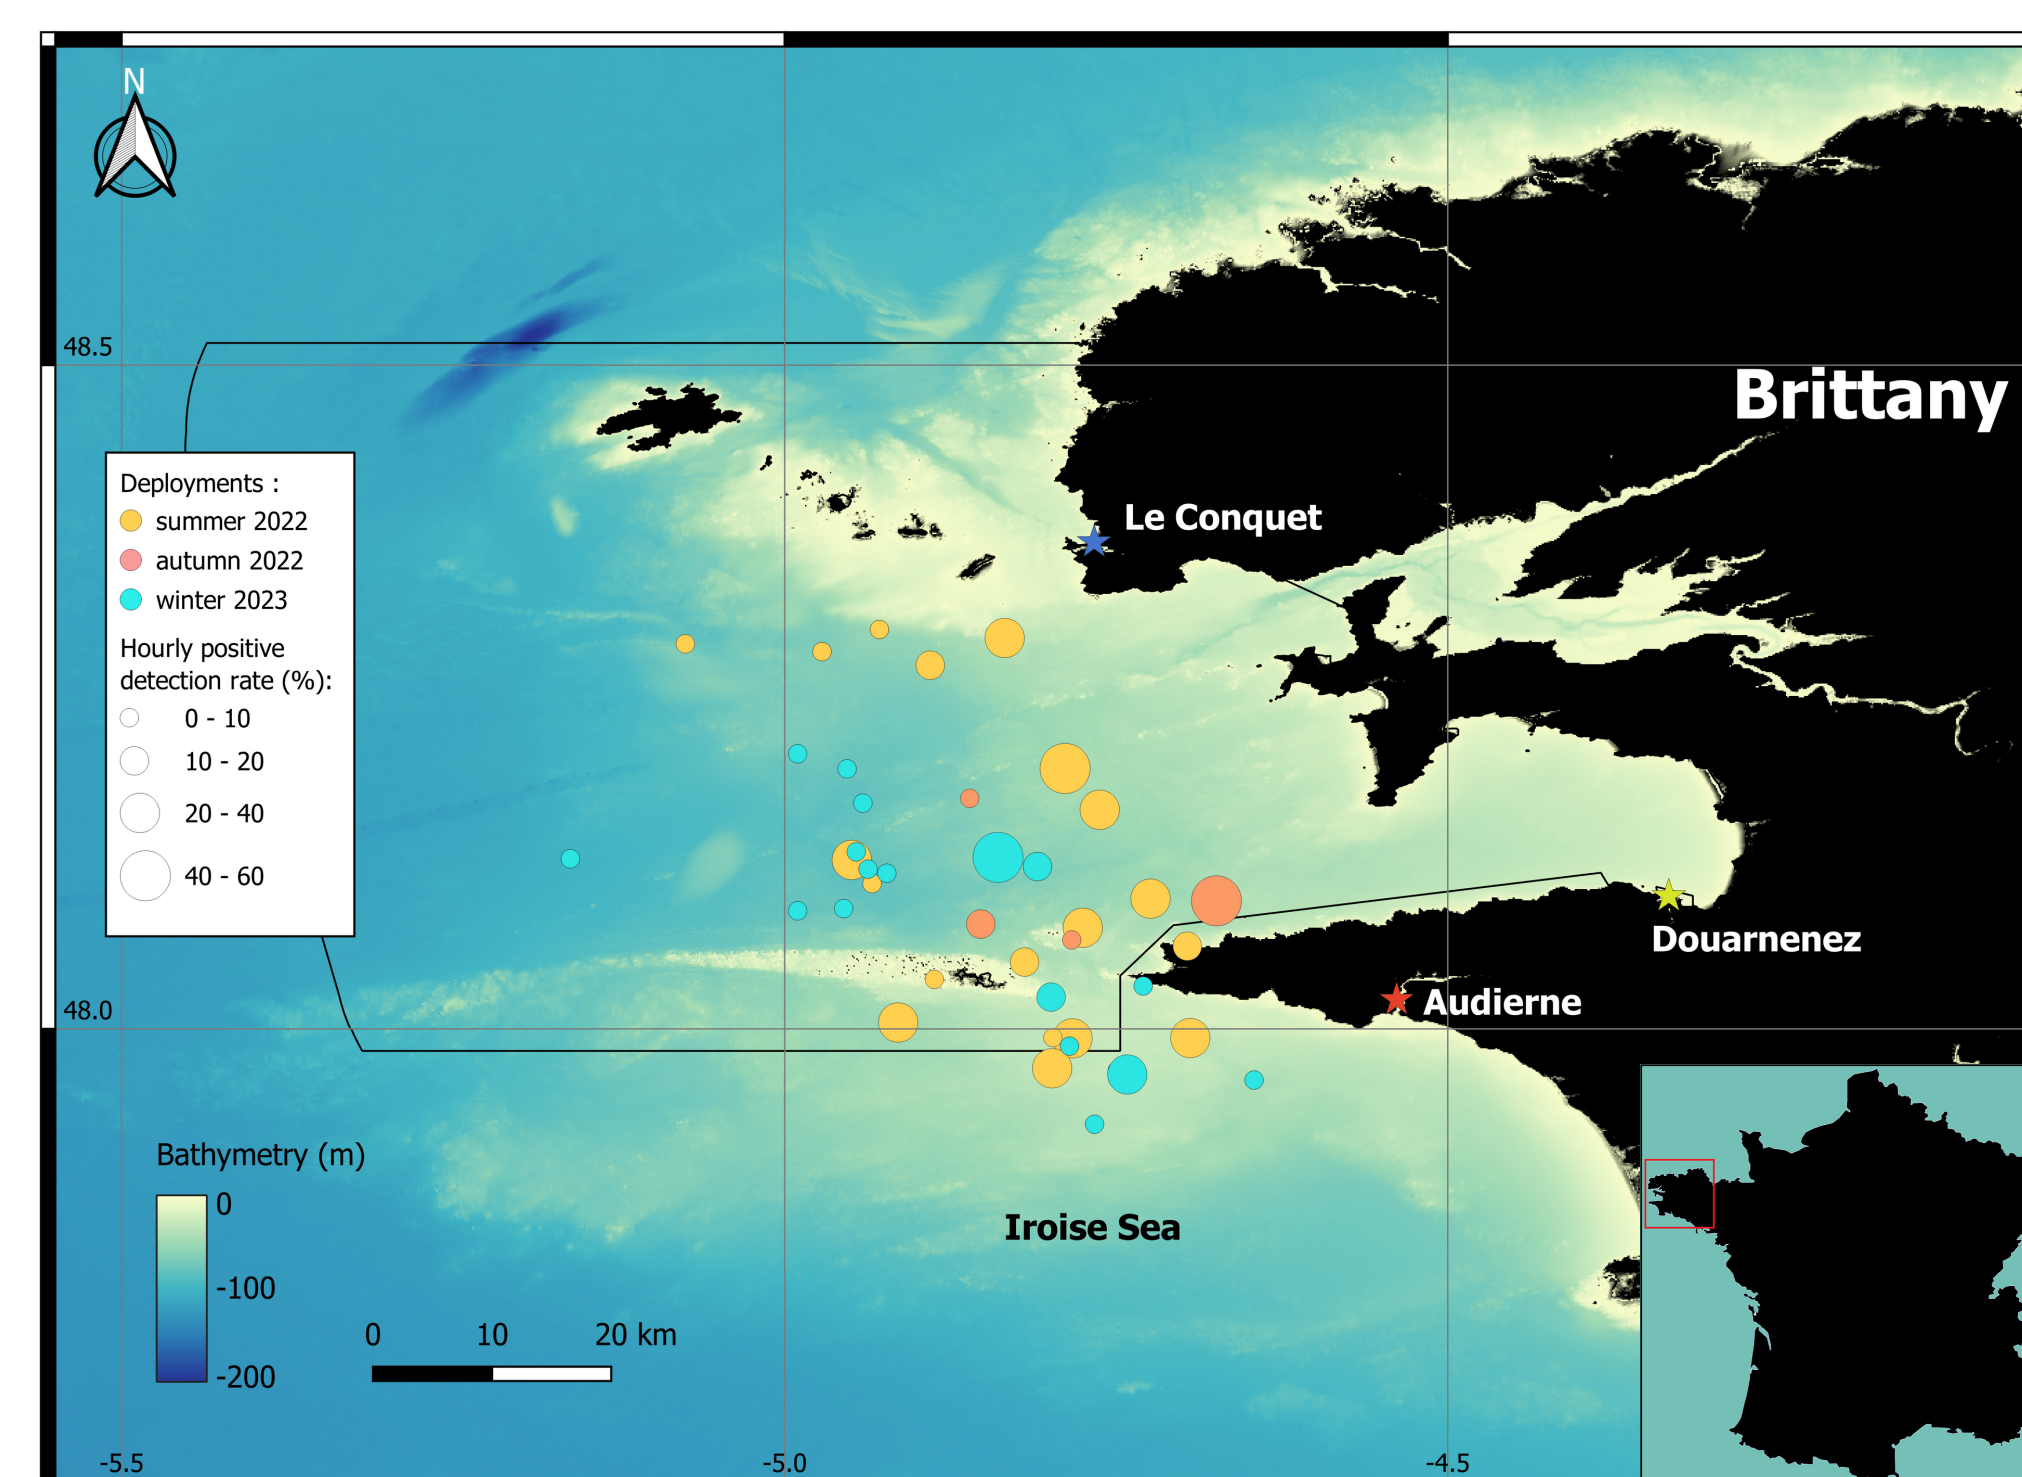 N
48.5
Brittany
Deployments :
summer 2022
autumn 2022
winter 2023
Hourly positive
detection rate (%):
0 - 10
10 - 20
20 - 40
40 - 60
Le Conquet
Douarnenez
Audierne
48.0
Bathymetry (m)
0
-100
-200
0 10 20 km
Iroise Sea
-5.5 -5.0 -4.5